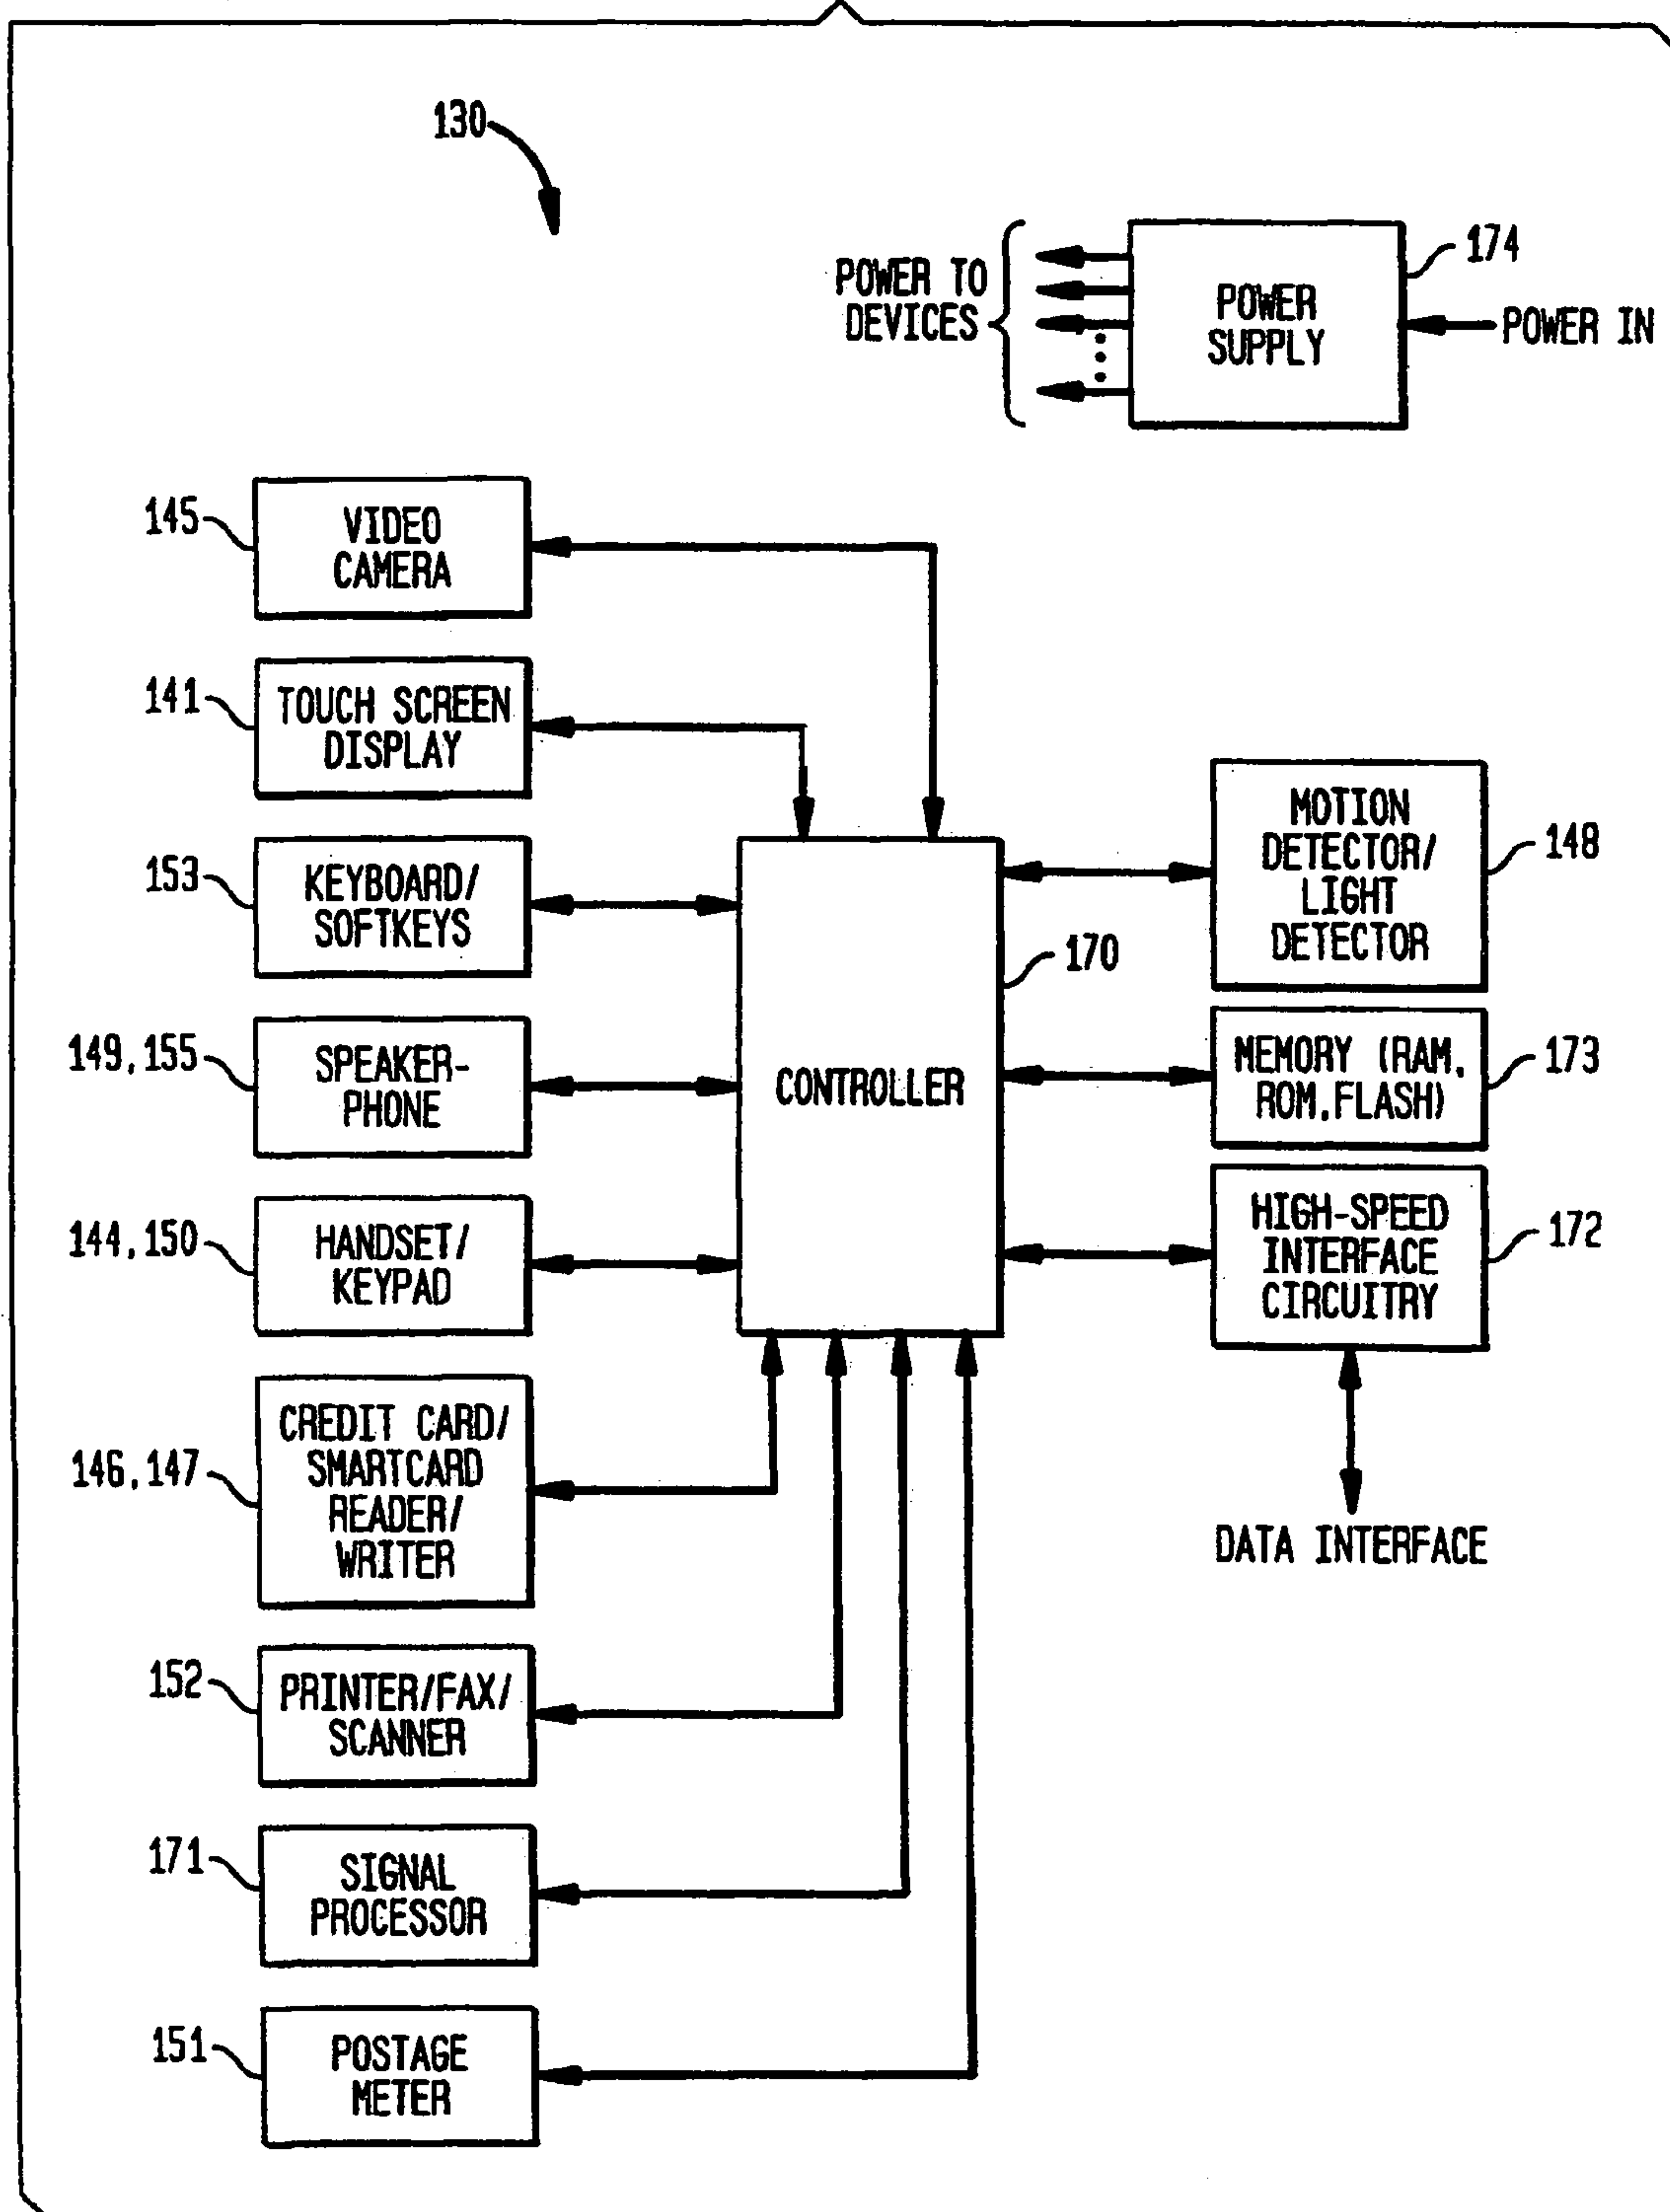 130
POWER TO
DEVICES
POWER
SUPPLY
174
POWER IN
145
VIDEO
CAMERA
141
TOUCH SCREEN
DISPLAY
153
KEYBOARD/
SOFTKEYS
149,155
SPEAKER-
PHONE
144,150
HANDSET/
KEYPAD
146,147
CREDIT CARD/
SMARTCARD
READER/
WRITER
152
PRINTER/FAX/
SCANNER
171
SIGNAL
PROCESSOR
151
POSTAGE
METER
CONTROLLER
170
MOTION
DETECTOR/
LIGHT
DETECTOR
148
MEMORY (RAM,
ROM,FLASH)
173
HIGH-SPEED
INTERFACE
CIRCUITRY
172
DATA INTERFACE